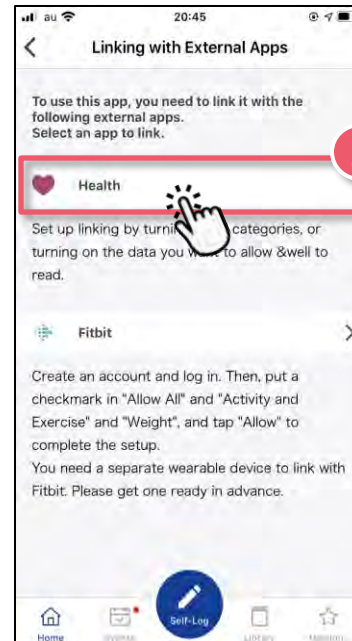 au 20:45
Linking with External Apps
To use this app, you need to link it with the
following external apps.
Select an app to link.
Health
Set up linking by turni categories, or
turning on the data you to allow &well to
read.
Fitbit
Create an account and log in. Then, put a
checkmark in "Allow All" and "Activity and
Exercise" and "Weight", and tap "Allow" to
complete the setup.
You need a separate wearable device to link with
Fitbit. Please get one ready in advance.
Self-Log
Home Library